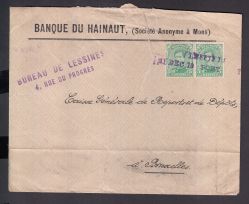 BANQUE DU HAINAUT, (Société Anonyme à Mons)
BUREAU DE LESSINES
4, RUE DU PROGRES
Caisse Générale de Reports et de Dépôts
à Bruxelles